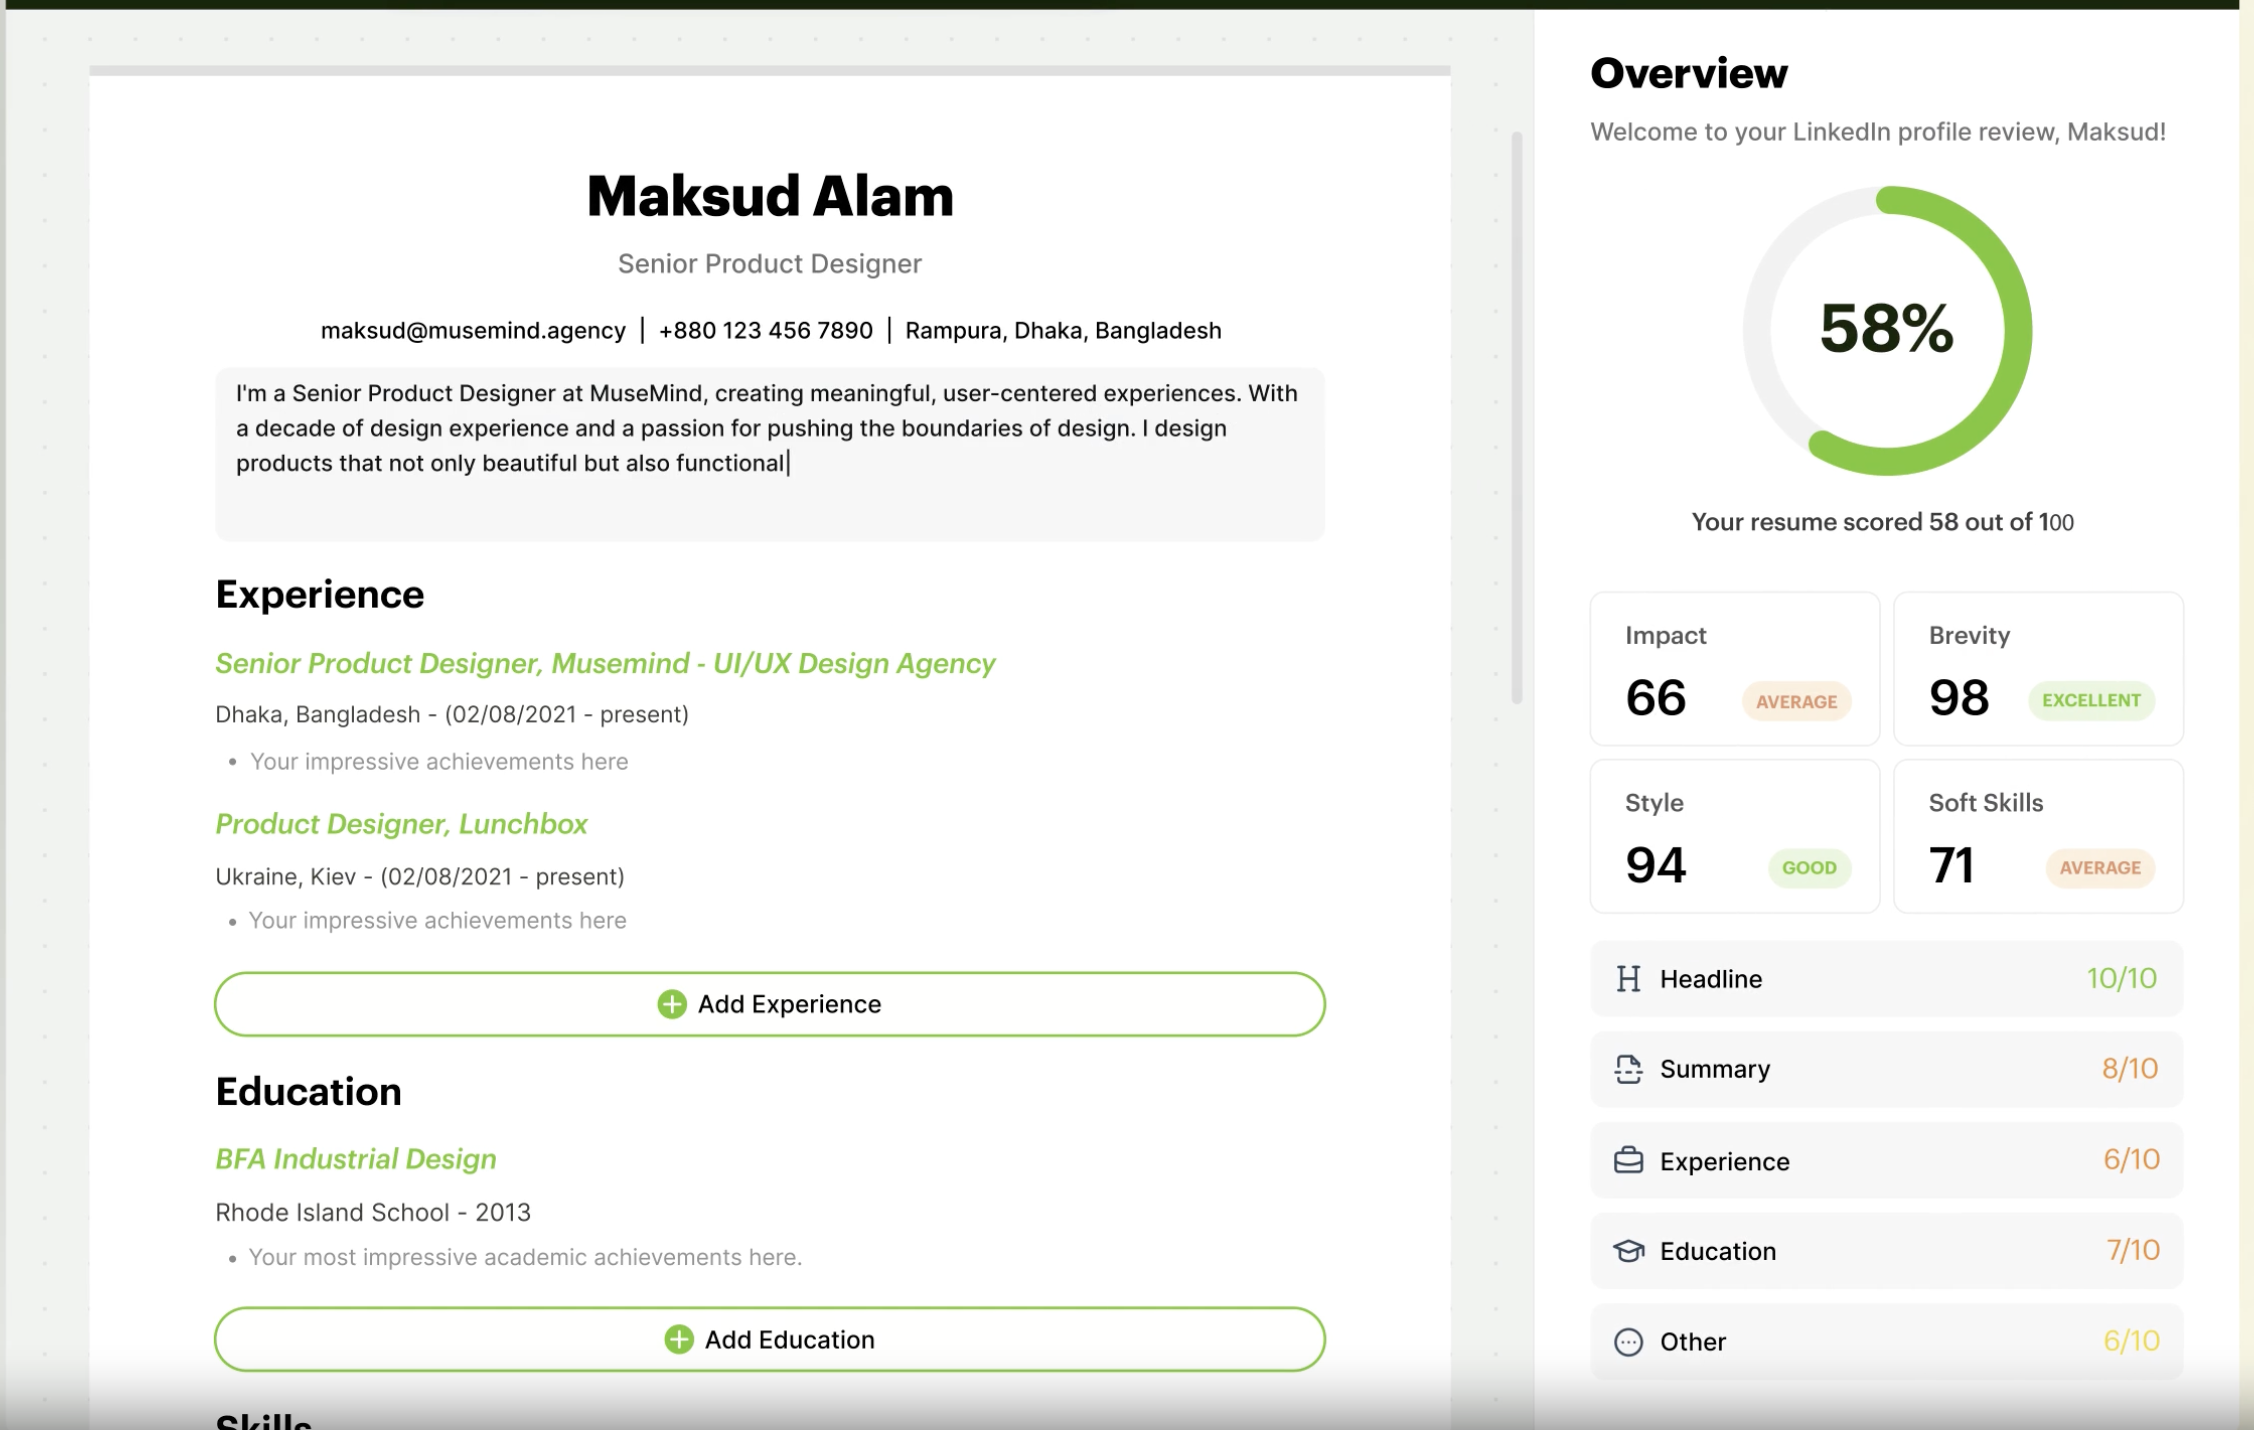 Maksud Alam
Senior Product Designer
maksud@musemind.agency | +880 123 456 7890 | Rampura, Dhaka, Bangladesh
I'm a Senior Product Designer at MuseMind, creating meaningful, user-centered experiences. With
a decade of design experience and a passion for pushing the boundaries of design. I design
products that not only beautiful but also functional
Experience
Senior Product Designer, Musemind - UI/UX Design Agency
Dhaka, Bangladesh - (02/08/2021 - present)
• Your impressive achievements here
Product Designer, Lunchbox
Ukraine, Kiev - (02/08/2021 - present)
• Your impressive achievements here
Add Experience
Education
BFA Industrial Design
Rhode Island School - 2013
• Your most impressive academic achievements here.
Add Education
Skills
Overview
Welcome to your LinkedIn profile review, Maksud!
58%
Your resume scored 58 out of 100
Impact
66 AVERAGE
Brevity
98 EXCELLENT
Style
94 GOOD
Soft Skills
71 AVERAGE
Headline 10/10
Summary 8/10
Experience 6/10
Education 7/10
Other 6/10